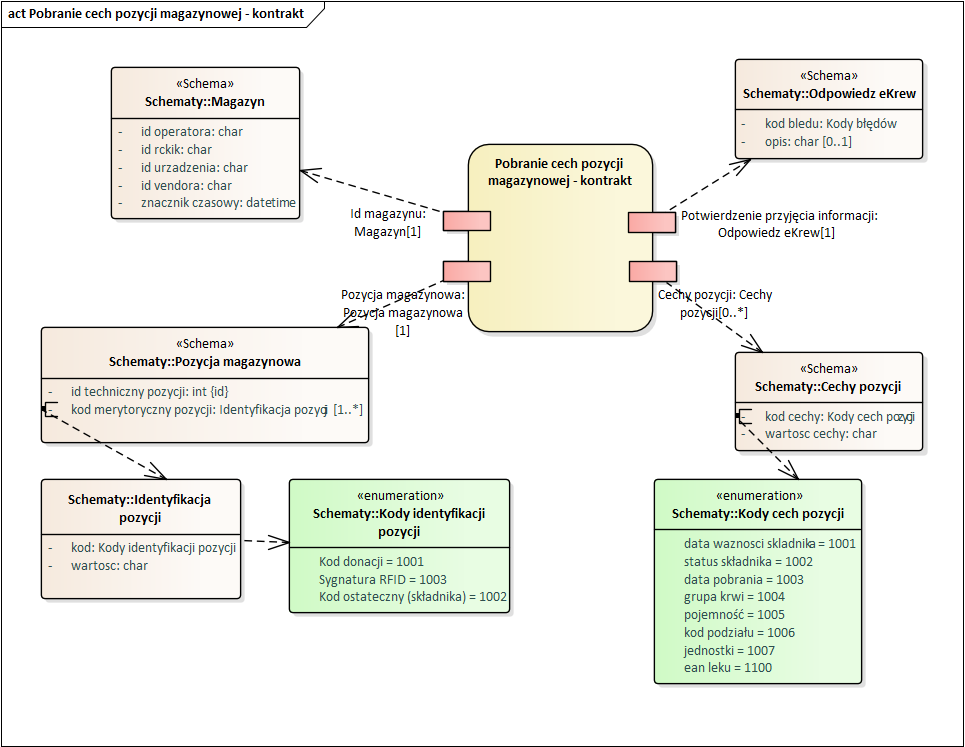 act Pobranie cech pozycji magazynowej - kontrakt
«Schema»
Schematy::Magazyn
- id operatora: char
- id rckik: char
- id urzadzenia: char
- id vendora: char
- znacznik czasowy: datetime
«Schema»
Schematy::Odpowiedz eKrew
- kod bledu: Kody błędów
- opis: char [0..1]
Pobranie cech pozycji
magazynowej - kontrakt
Id magazynu:
Magazyn[1]
Potwierdzenie przyjęcia informacji:
Odpowiedz eKrew[1]
Pozycja magazynowa:
Pozycja magazynowa
[1]
Cechy pozycji: Cechy
pozycji[0..*]
«Schema»
Schematy::Pozycja magazynowa
- id techniczny pozycji: int {id}
- kod merytoryczny pozycji: Identyfikacja pozycji [1..*]
«Schema»
Schematy::Cechy pozycji
- kod cechy: Kody cech pozycji
- wartosc cechy: char
Schematy::Identyfikacja
pozycji
- kod: Kody identyfikacji pozycji
- wartosc: char
«enumeration»
Schematy::Kody identyfikacji
pozycji
Kod donacji = 1001
Sygnatura RFID = 1003
Kod ostateczny (składnika) = 1002
«enumeration»
Schematy::Kody cech pozycji
data waznosci skladnika = 1001
status składnika = 1002
data pobrania = 1003
grupa krwi = 1004
pojemność = 1005
kod podziału = 1006
jednostki = 1007
ean leku = 1100